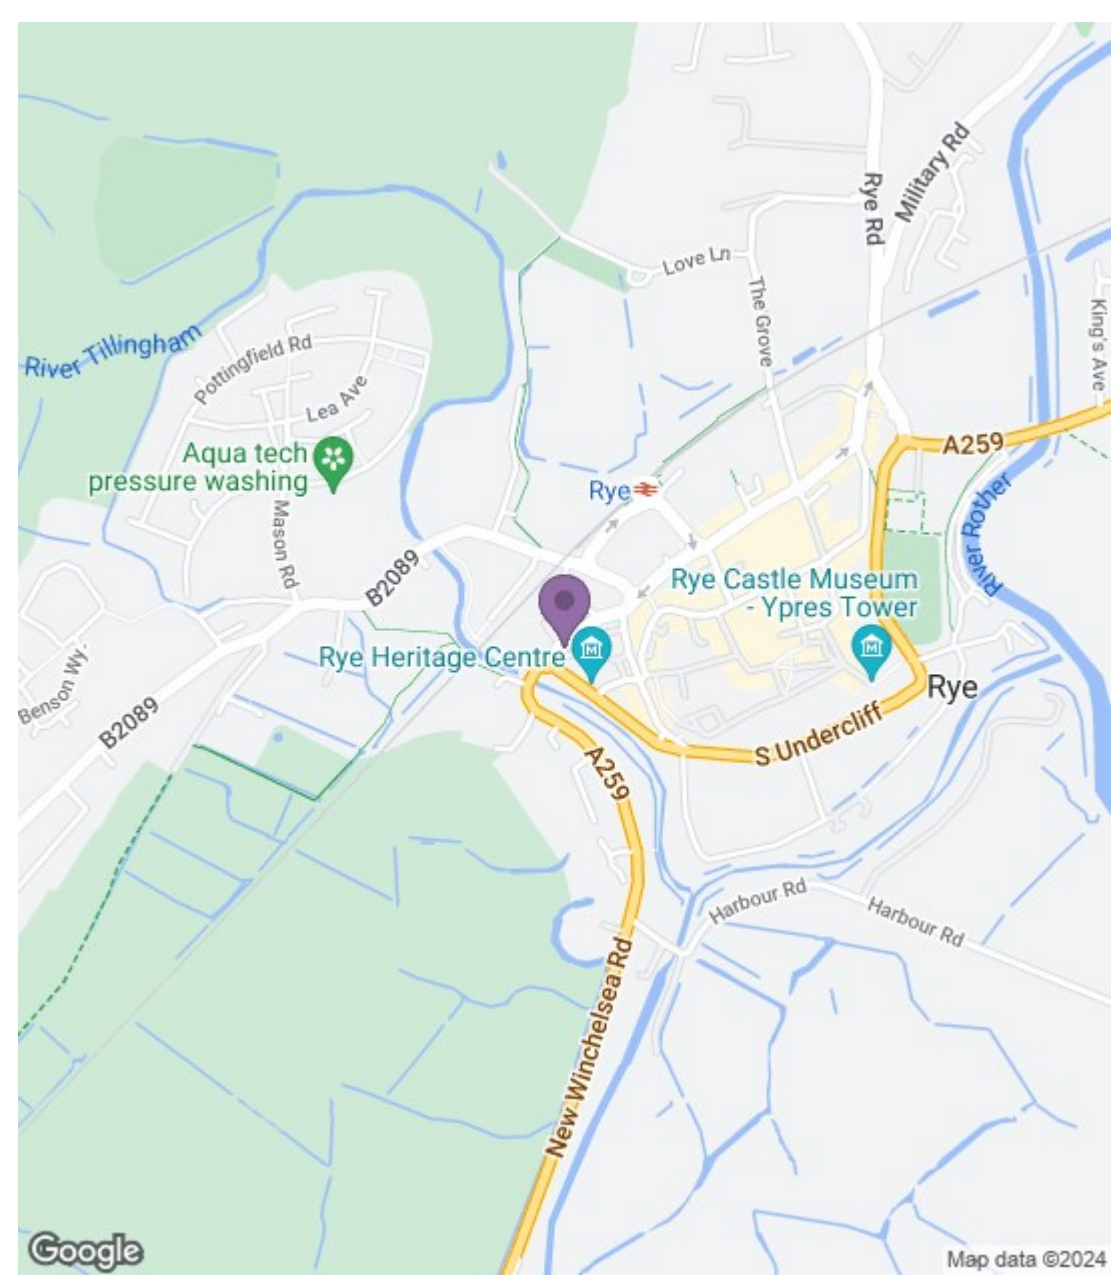 Military Rd
Rye Rd
Love Ln
The Grove
King's Ave
River Tillingham
Pottingfield Rd
Lea Ave
A259
Aqua tech
pressure washing
Rye
Mason Rd
River Rother
B2089
Rye Castle Museum
- Ypres Tower
Rye Heritage Centre
Benson Wy.
Rye
B2089
S Undercliff
A259
Harbour Rd
Harbour Rd
New Winchelsea Rd
Google
Map data ©2024